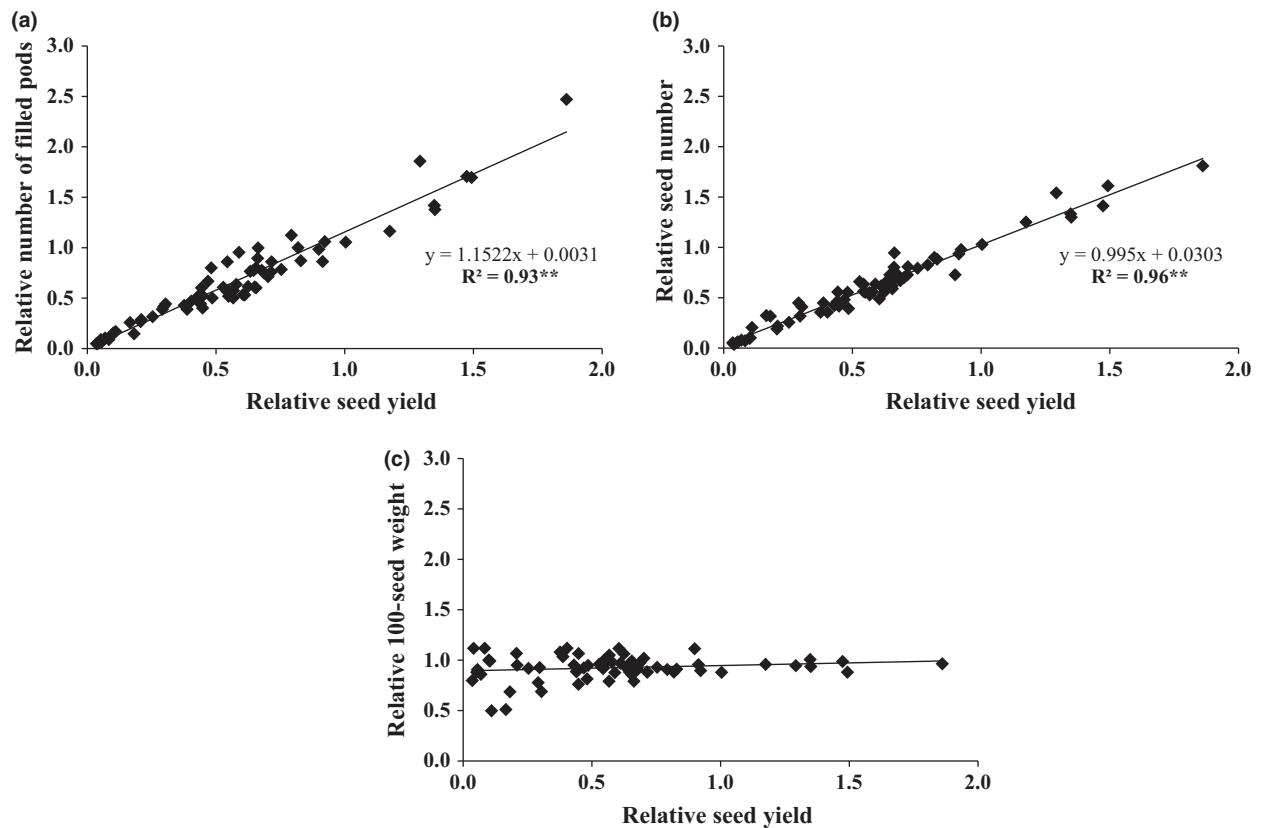 (a)
Relative number of filled pods
3.0
2.5
2.0
1.5
1.0
0.5
0.0
0.0 0.5 1.0 1.5 2.0
Relative seed yield
y = 1.1522x + 0.0031
R² = 0.93**
(b)
Relative seed number
3.0
2.5
2.0
1.5
1.0
0.5
0.0
0.0 0.5 1.0 1.5 2.0
Relative seed yield
y = 0.995x + 0.0303
R² = 0.96**
(c)
Relative 100-seed weight
3.0
2.5
2.0
1.5
1.0
0.5
0.0
0.0 0.5 1.0 1.5 2.0
Relative seed yield